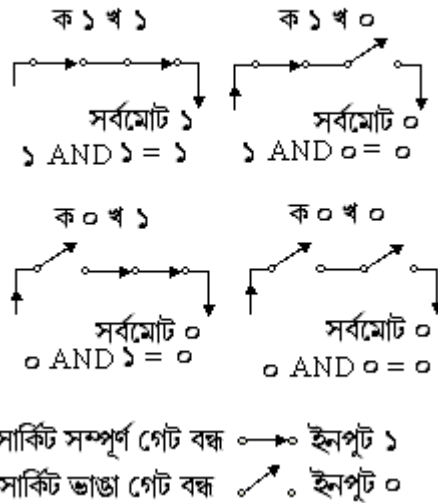 ক ১ খ ১
ক ১ খ ০
সর্বমোট ১
১ AND ১ = ১
সর্বমোট ০
১ AND ০ = ০
ক ০ খ ১
ক ০ খ ০
সর্বমোট ০
০ AND ১ = ০
সর্বমোট ০
০ AND ০ = ০
সার্কিট সম্পূর্ণ গেট বন্ধ ইনপুট ১
সার্কিট ভাঙা গেট বন্ধ ইনপুট ০